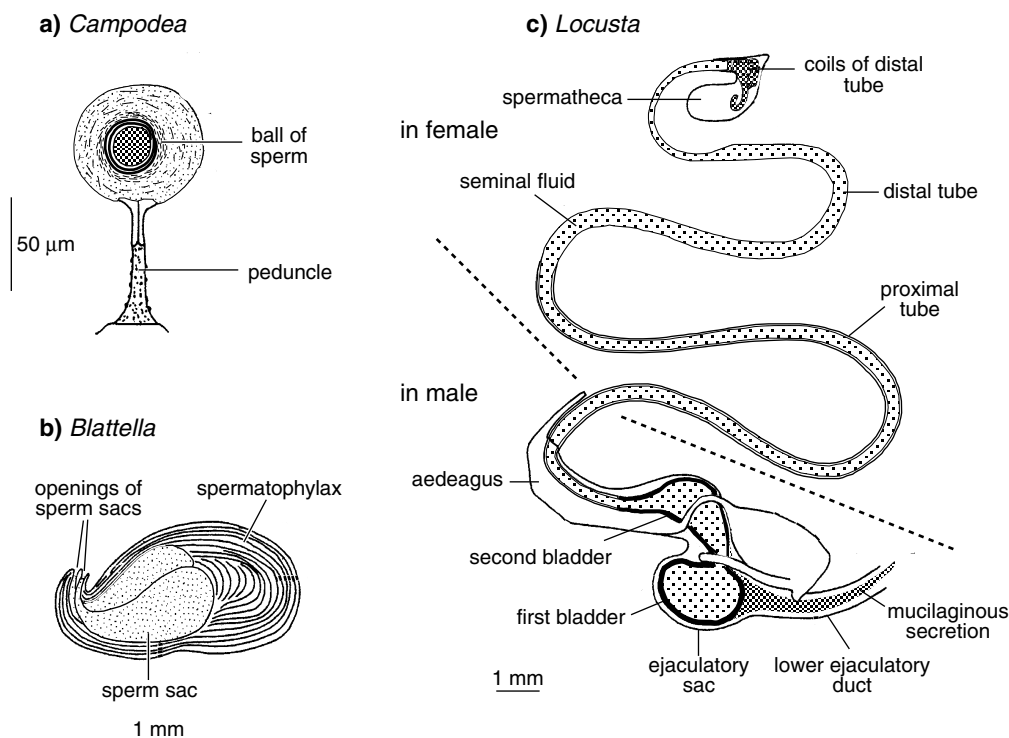 a) Campodea
ball of
sperm
50 μm
peduncle
b) Blattella
openings of
sperm sacs
spermatophylax
sperm sac
1 mm
c) Locusta
coils of distal
tube
spermatheca
in female
seminal fluid
distal tube
proximal
tube
in male
aedeagus
second bladder
first bladder
mucilaginous
secretion
ejaculatory
sac
lower ejaculatory
duct
1 mm